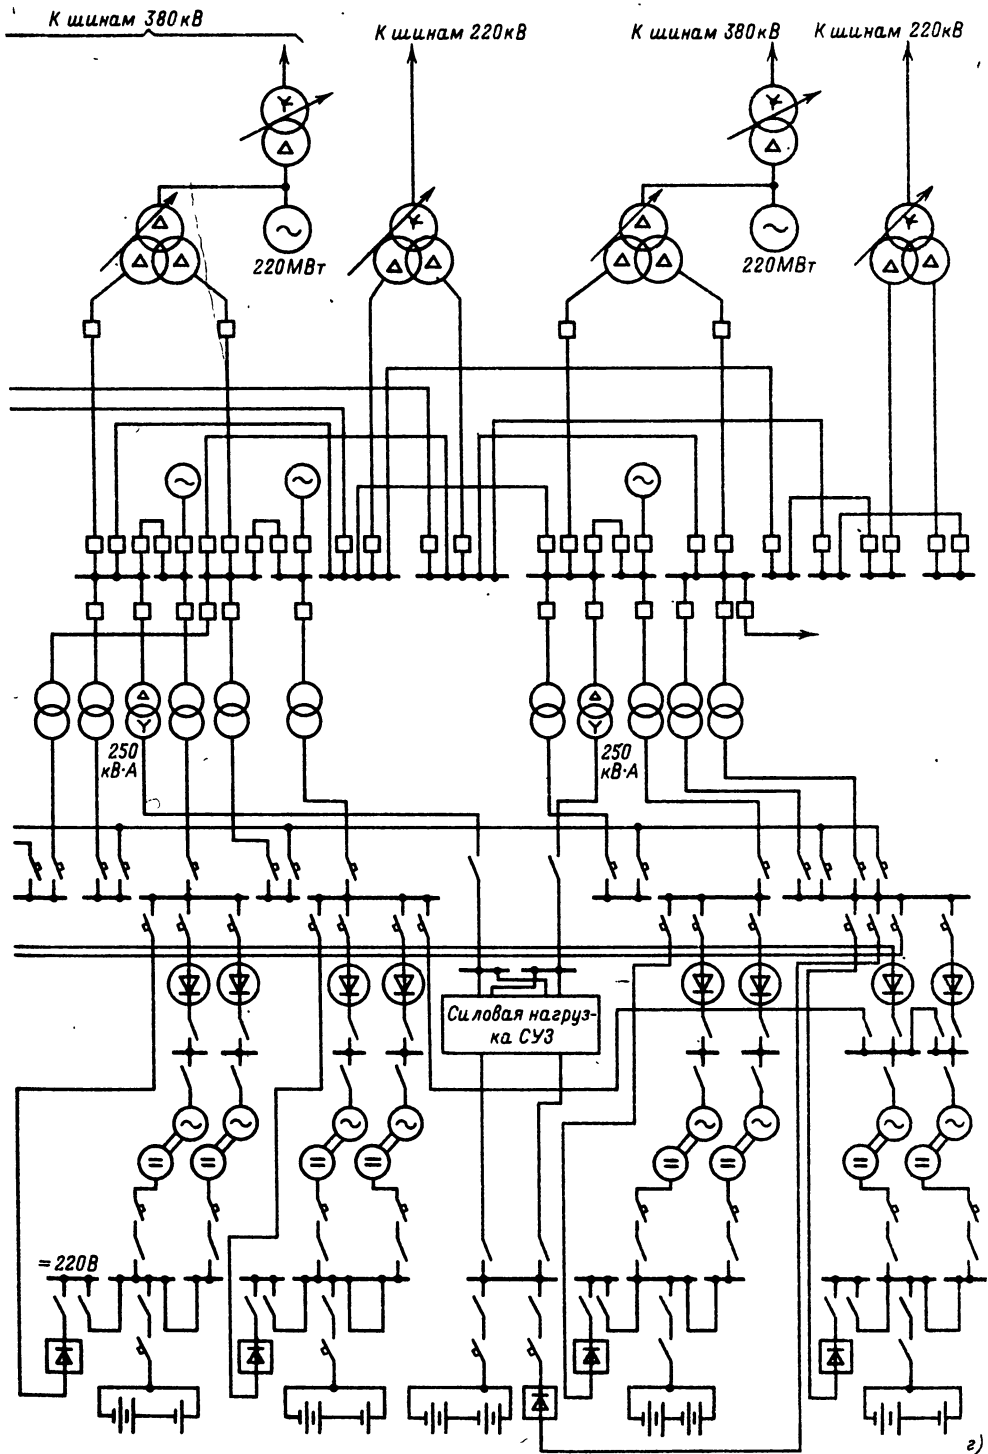 К шинам 380кВ
К шинам 220кВ
К шинам 380кВ
К шинам 220кВ
220МВт
220МВт
250
кВ·А
250
кВ·А
Силовая нагруз-
ка СУЗ
=220В
г)